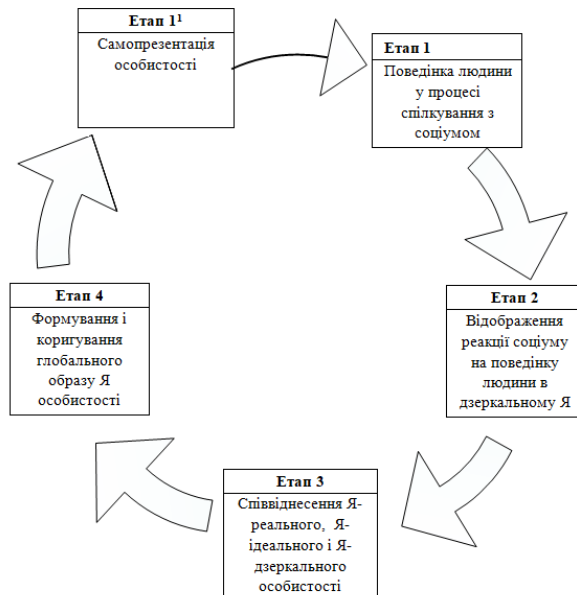 Етап 1¹
Самопрезентація
особистості
Етап 1
Поведінка людини
у процесі
спілкування з
соціумом
Етап 2
Відображення
реакції соціуму
на поведінку
людини в
дзеркальному Я
Етап 3
Співвіднесення Я-
реального, Я-
ідеального і Я-
дзеркального
особистості
Етап 4
Формування і
коригування
глобального
образу Я
особистості